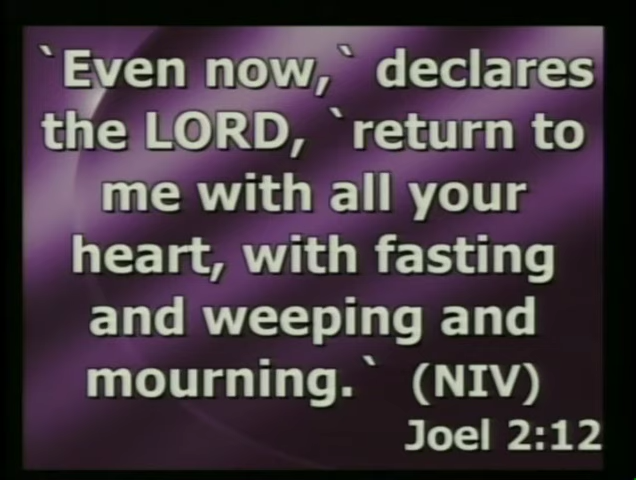 `Even now,` declares
the LORD, `return to
me with all your
heart, with fasting
and weeping and
mourning.` (NIV)
Joel 2:12